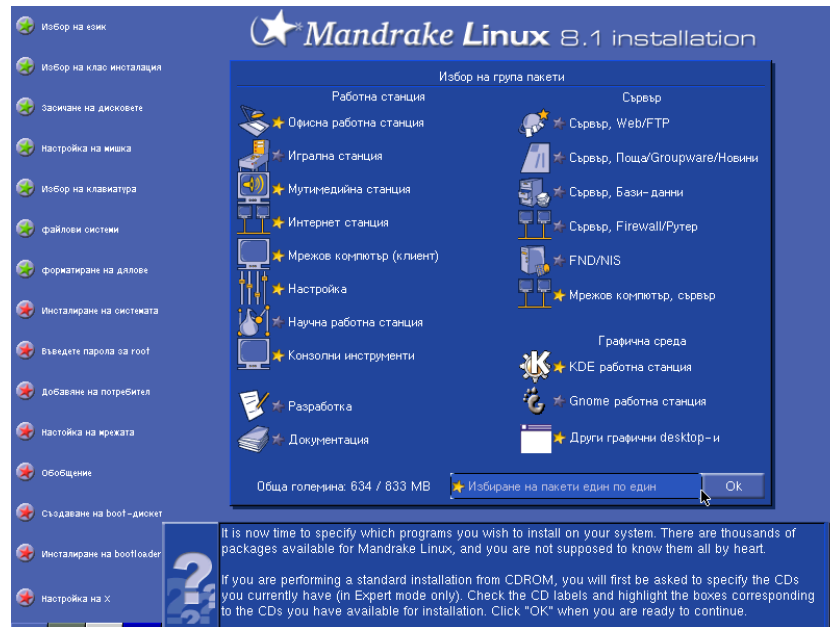 Mandrake Linux 8.1 installation
Избор на език
Избор на клас инсталация
Засичане на дисковете
Настройка на мишка
Избор на клавиатура
файлови системи
форматиране на дялове
Инсталиране на системата
Въведете парола за root
Добавяне на потребител
Настойка на мрежата
Обобщение
Създаване на boot-дискет
Инсталиране на bootloader
Настройка на X
Избор на група пакети
Работна станция
Офисна работна станция
Игрална станция
Мутимедийна станция
Интернет станция
Мрежов компютър (клиент)
Настройка
Научна работна станция
Конзолни инструменти
Разработка
Документация
Сървър
Сървър, Web/FTP
Сървър, Поща/Groupware/Новини
Сървър, Бази-данни
Сървър, Firewall/Рутер
FND/NIS
Мрежов компютър, сървър
Графична среда
KDE работна станция
Gnome работна станция
Други графични desktop-и
Обща големина: 634 / 833 MB
Избиране на пакети един по един
Ok
It is now time to specify which programs you wish to install on your system. There are thousands of
packages available for Mandrake Linux, and you are not supposed to know them all by heart.
If you are performing a standard installation from CDROM, you will first be asked to specify the CDs
you currently have (in Expert mode only). Check the CD labels and highlight the boxes corresponding
to the CDs you have available for installation. Click "OK" when you are ready to continue.